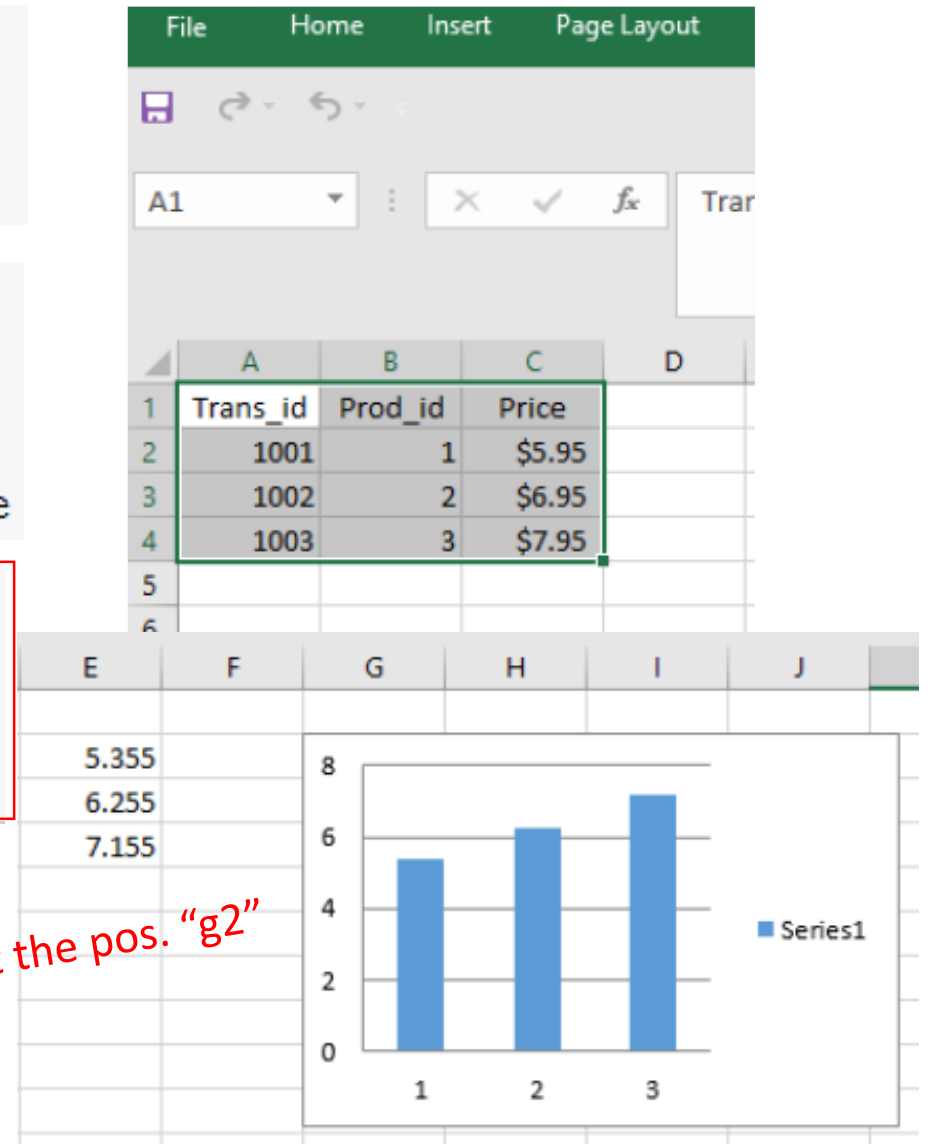 File Home Insert Page Layout
A1 fx
A B C D
1 Trans_id Prod_id Price
2 1001 1 $5.95
3 1002 2 $6.95
4 1003 3 $7.95
5
6
E F G H I J
5.355
6.255
7.155
the pos. “g2”
8
6
4
2
0
1 2 3
Series1